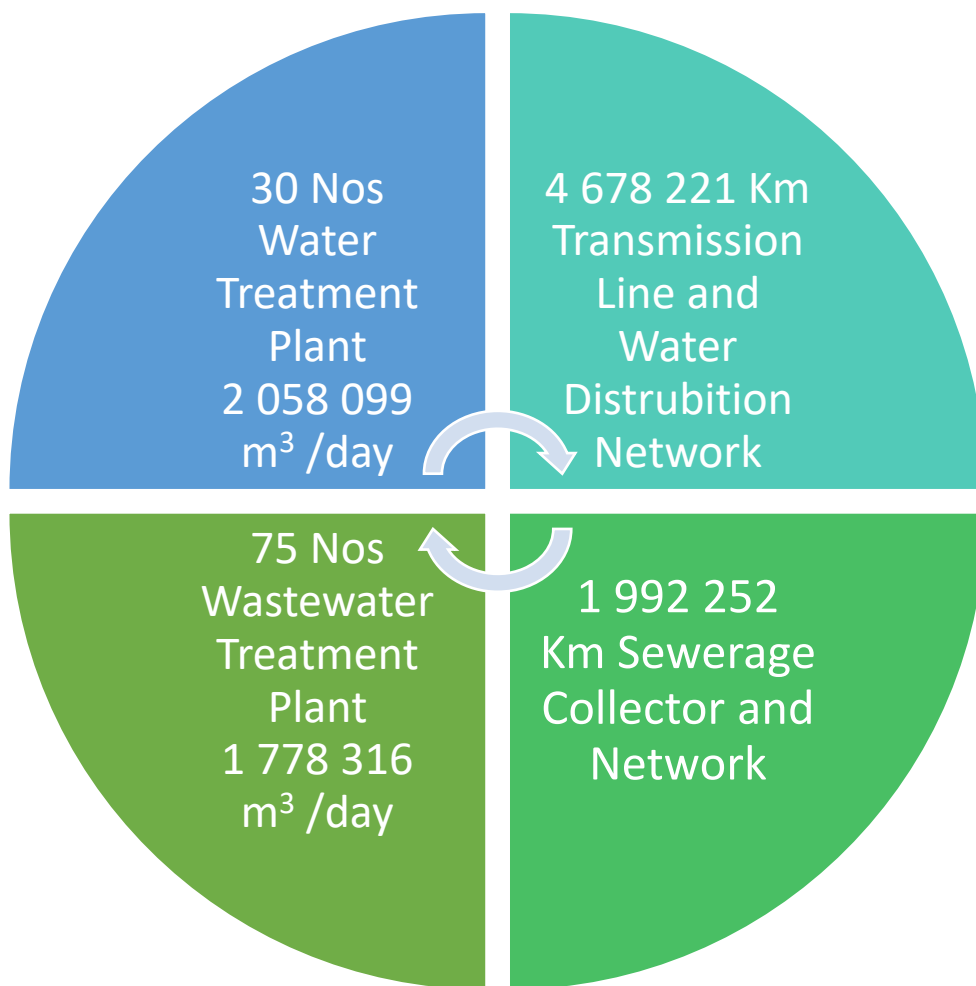 30 Nos
Water
Treatment
Plant
2 058 099
m³ /day
4 678 221 Km
Transmission
Line and
Water
Distrubition
Network
75 Nos
Wastewater
Treatment
Plant
1 778 316
m³ /day
1 992 252
Km Sewerage
Collector and
Network